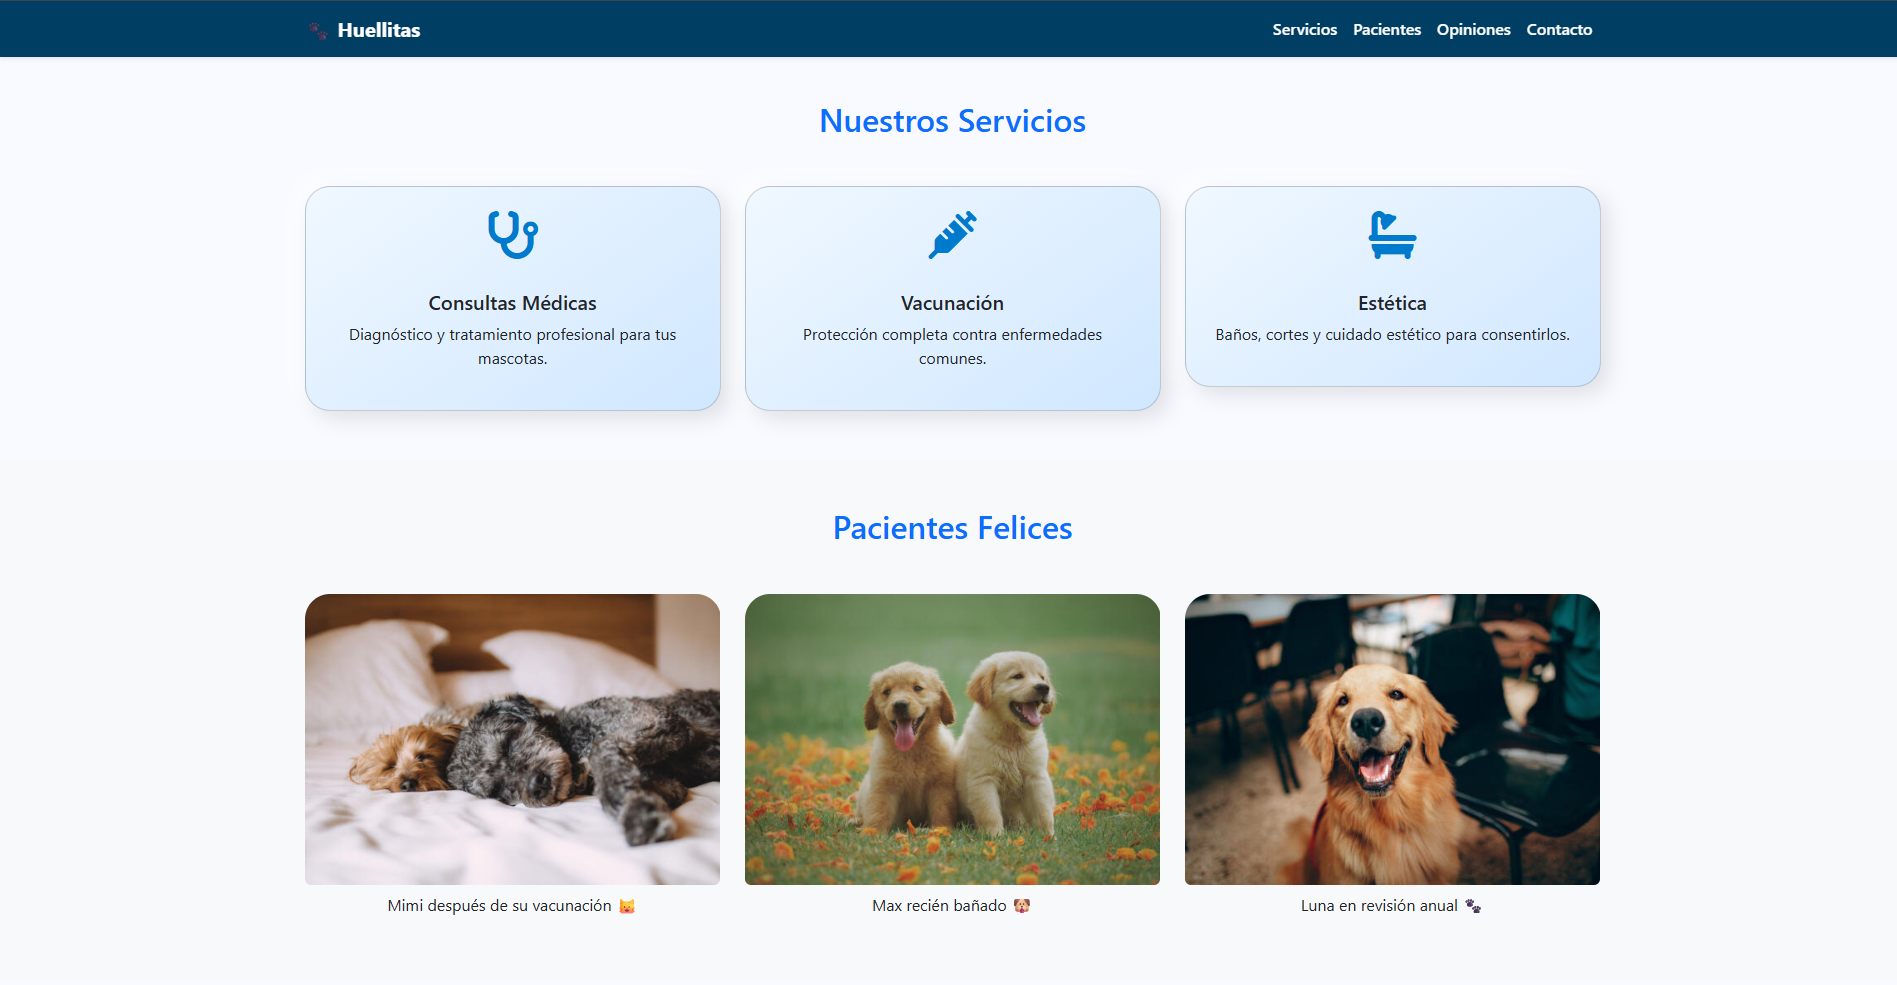 🐾 Huellitas
Servicios Pacientes Opiniones Contacto
Nuestros Servicios
Consultas Médicas
Diagnóstico y tratamiento profesional para tus
mascotas.
Vacunación
Protección completa contra enfermedades
comunes.
Estética
Baños, cortes y cuidado estético para consentirlos.
Pacientes Felices
Mimi después de su vacunación 🐱
Max recién bañado 🐶
Luna en revisión anual 🐾